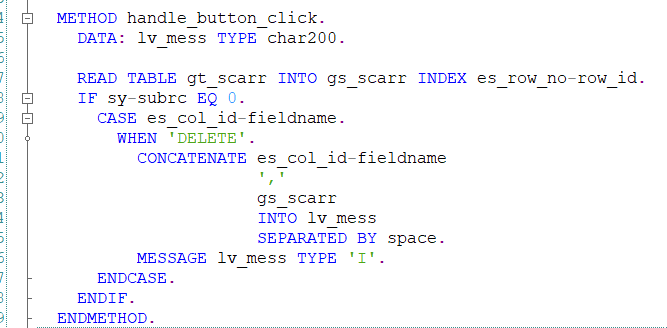 METHOD handle_button_click.
DATA: lv_mess TYPE char200.
READ TABLE gt_scarr INTO gs_scarr INDEX es_row_no-row_id.
IF sy-subrc EQ 0.
CASE es_col_id-fieldname.
WHEN 'DELETE'.
CONCATENATE es_col_id-fieldname
','
gs_scarr
INTO lv_mess
SEPARATED BY space.
MESSAGE lv_mess TYPE 'I'.
ENDCASE.
ENDIF.
ENDMETHOD.